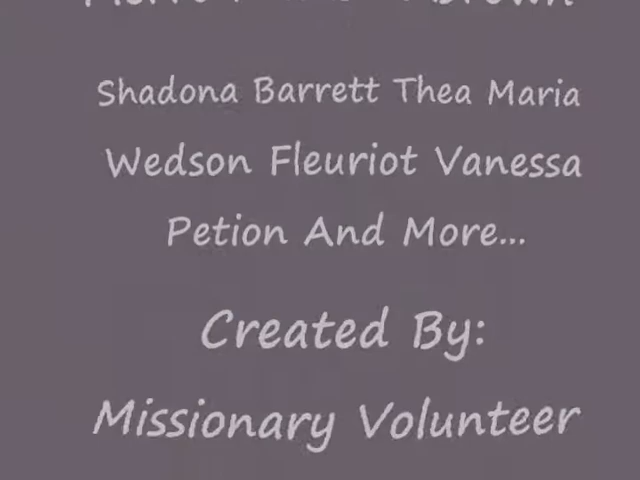 Shadona Barrett Thea Maria
Wedson Fleuriot Vanessa
Petion And More...
Created By:
Missionary Volunteer